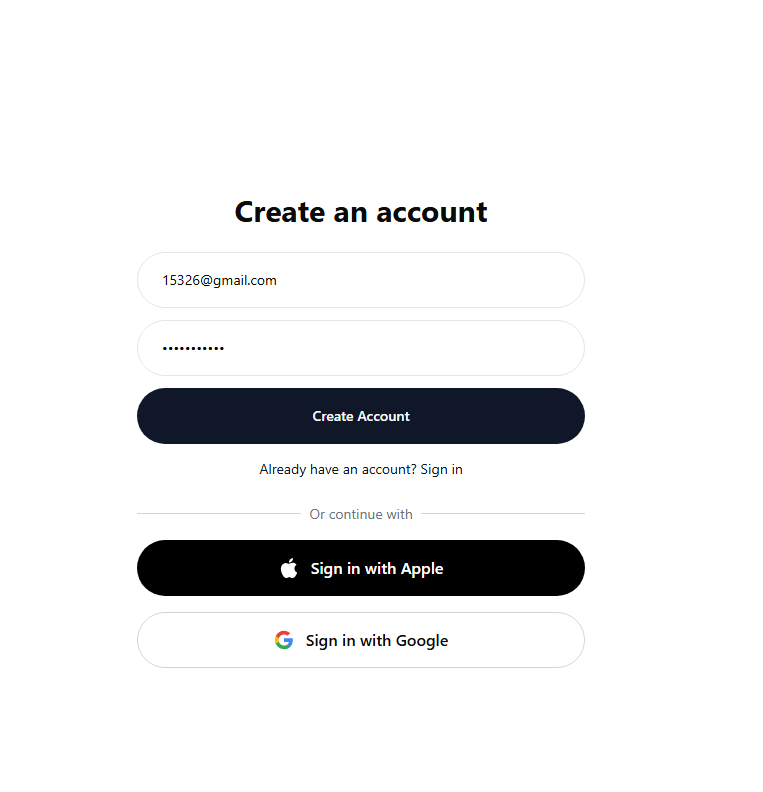 Create an account
15326@gmail.com
•••••••••••
Create Account
Already have an account? Sign in
Or continue with
Sign in with Apple
Sign in with Google